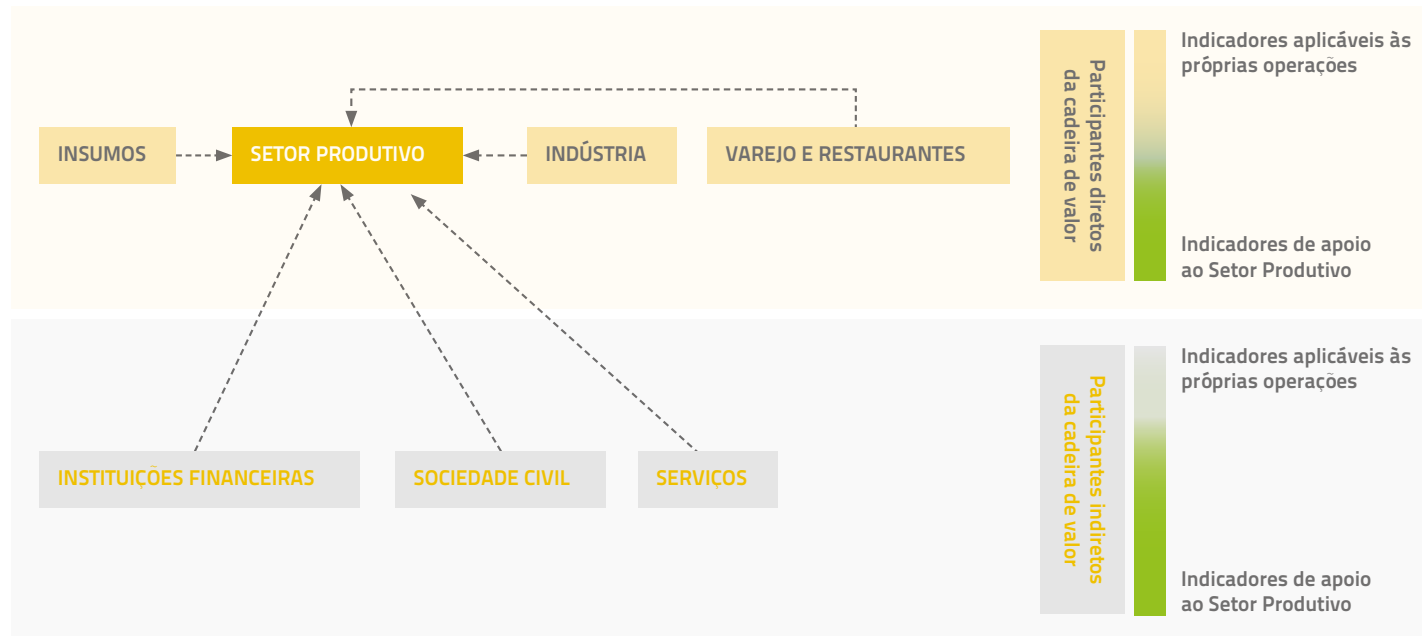 INSUMOS
SETOR PRODUTIVO
INDÚSTRIA
VAREJO E RESTAURANTES
Participantes diretos
da cadeira de valor
Indicadores aplicáveis às
próprias operações
Indicadores de apoio
ao Setor Produtivo
INSTITUIÇÕES FINANCEIRAS
SOCIEDADE CIVIL
SERVIÇOS
Participantes indiretos
da cadeira de valor
Indicadores aplicáveis às
próprias operações
Indicadores de apoio
ao Setor Produtivo